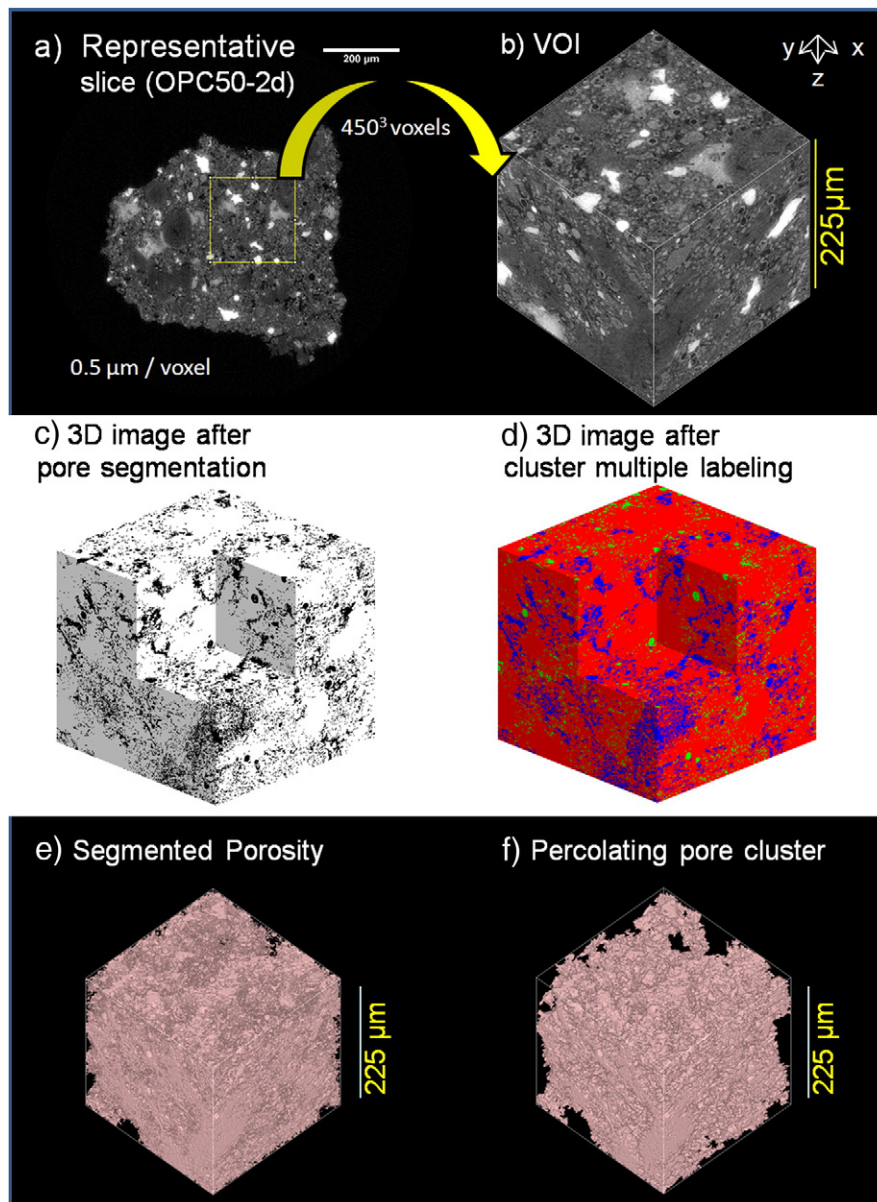 a) Representative
slice (OPC50-2d)
200 µm
450³ voxels
0.5 µm / voxel
b) VOI
y x
z
225µm
c) 3D image after
pore segmentation
d) 3D image after
cluster multiple labeling
e) Segmented Porosity
225 µm
f) Percolating pore cluster
225 µm